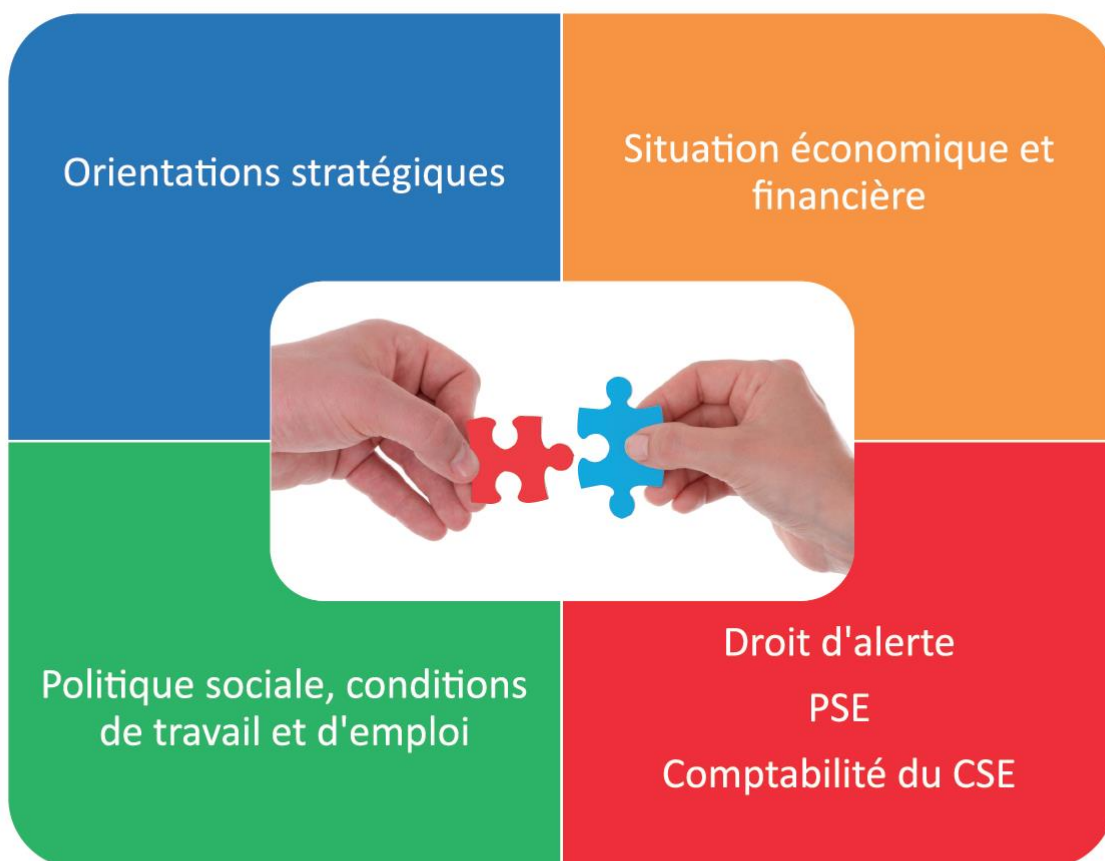 Orientations stratégiques
Situation économique et
financière
Politique sociale, conditions
de travail et d'emploi
Droit d'alerte
PSE
Comptabilité du CSE